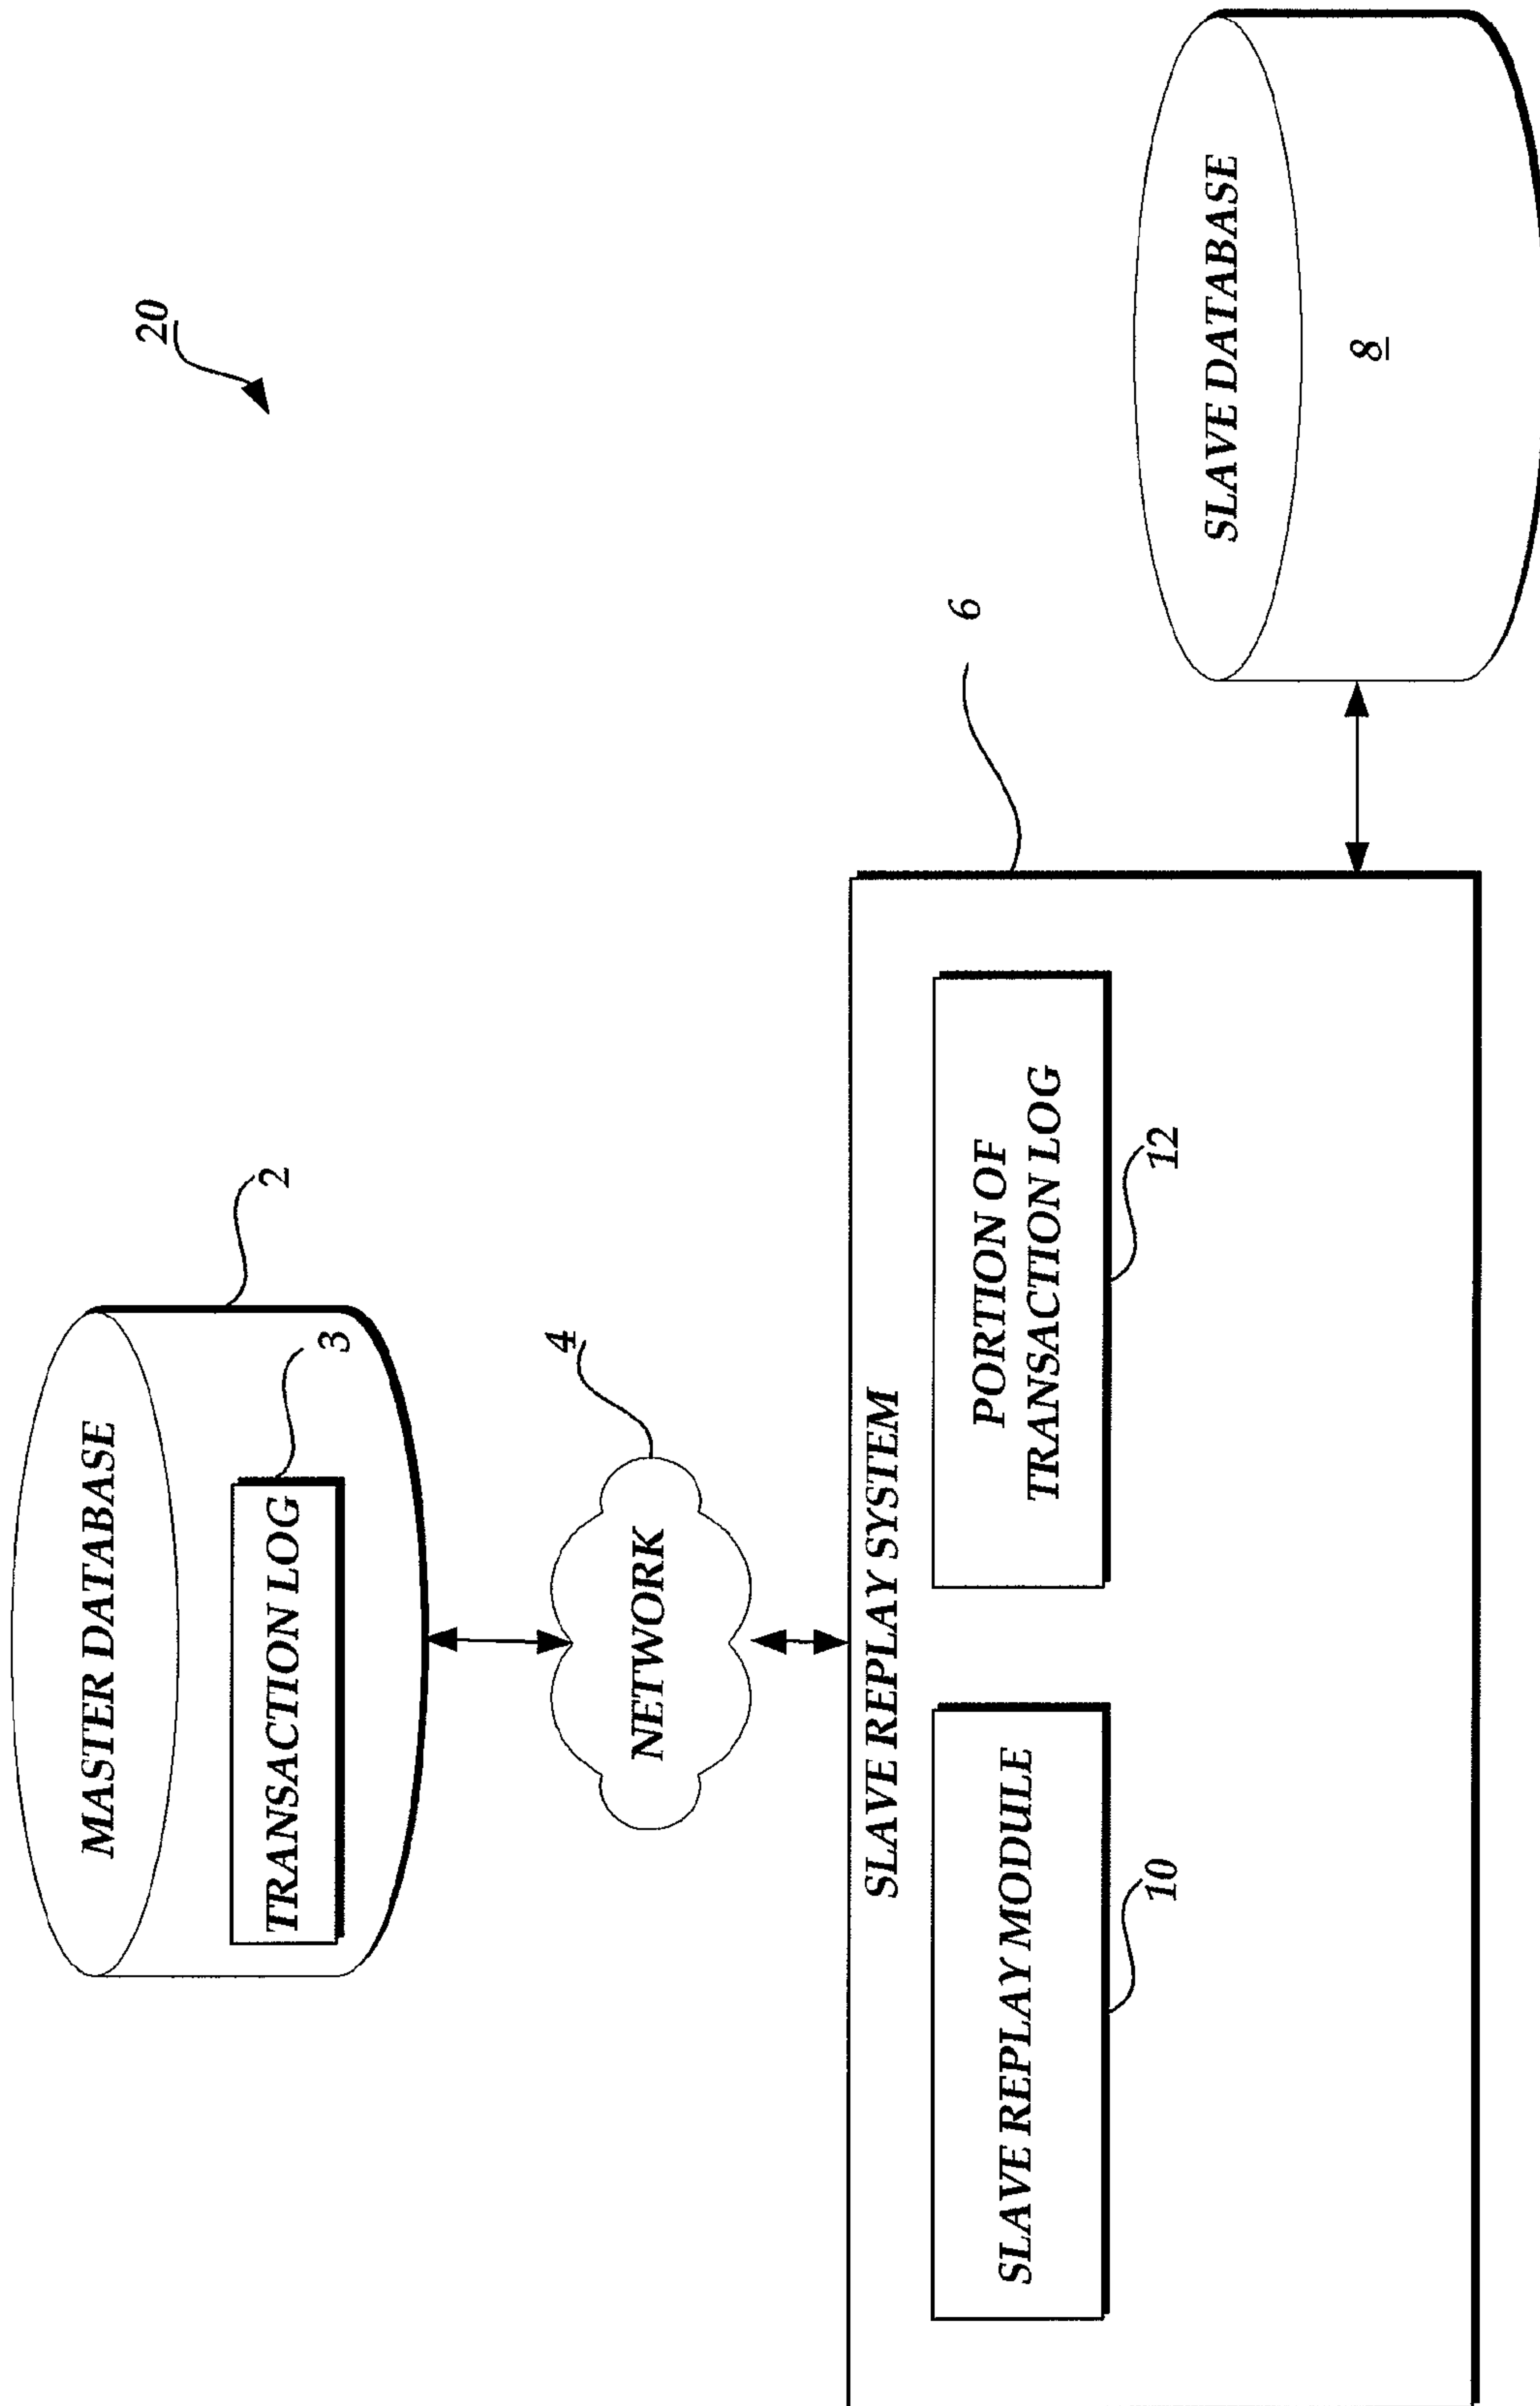 MASTER DATABASE
2
TRANSACTION LOG
3
20
NETWORK
4
SLAVE REPLAY SYSTEM
6
SLAVE REPLAY MODULE
10
PORTION OF
TRANSACTION LOG
12
SLAVE DATABASE
8